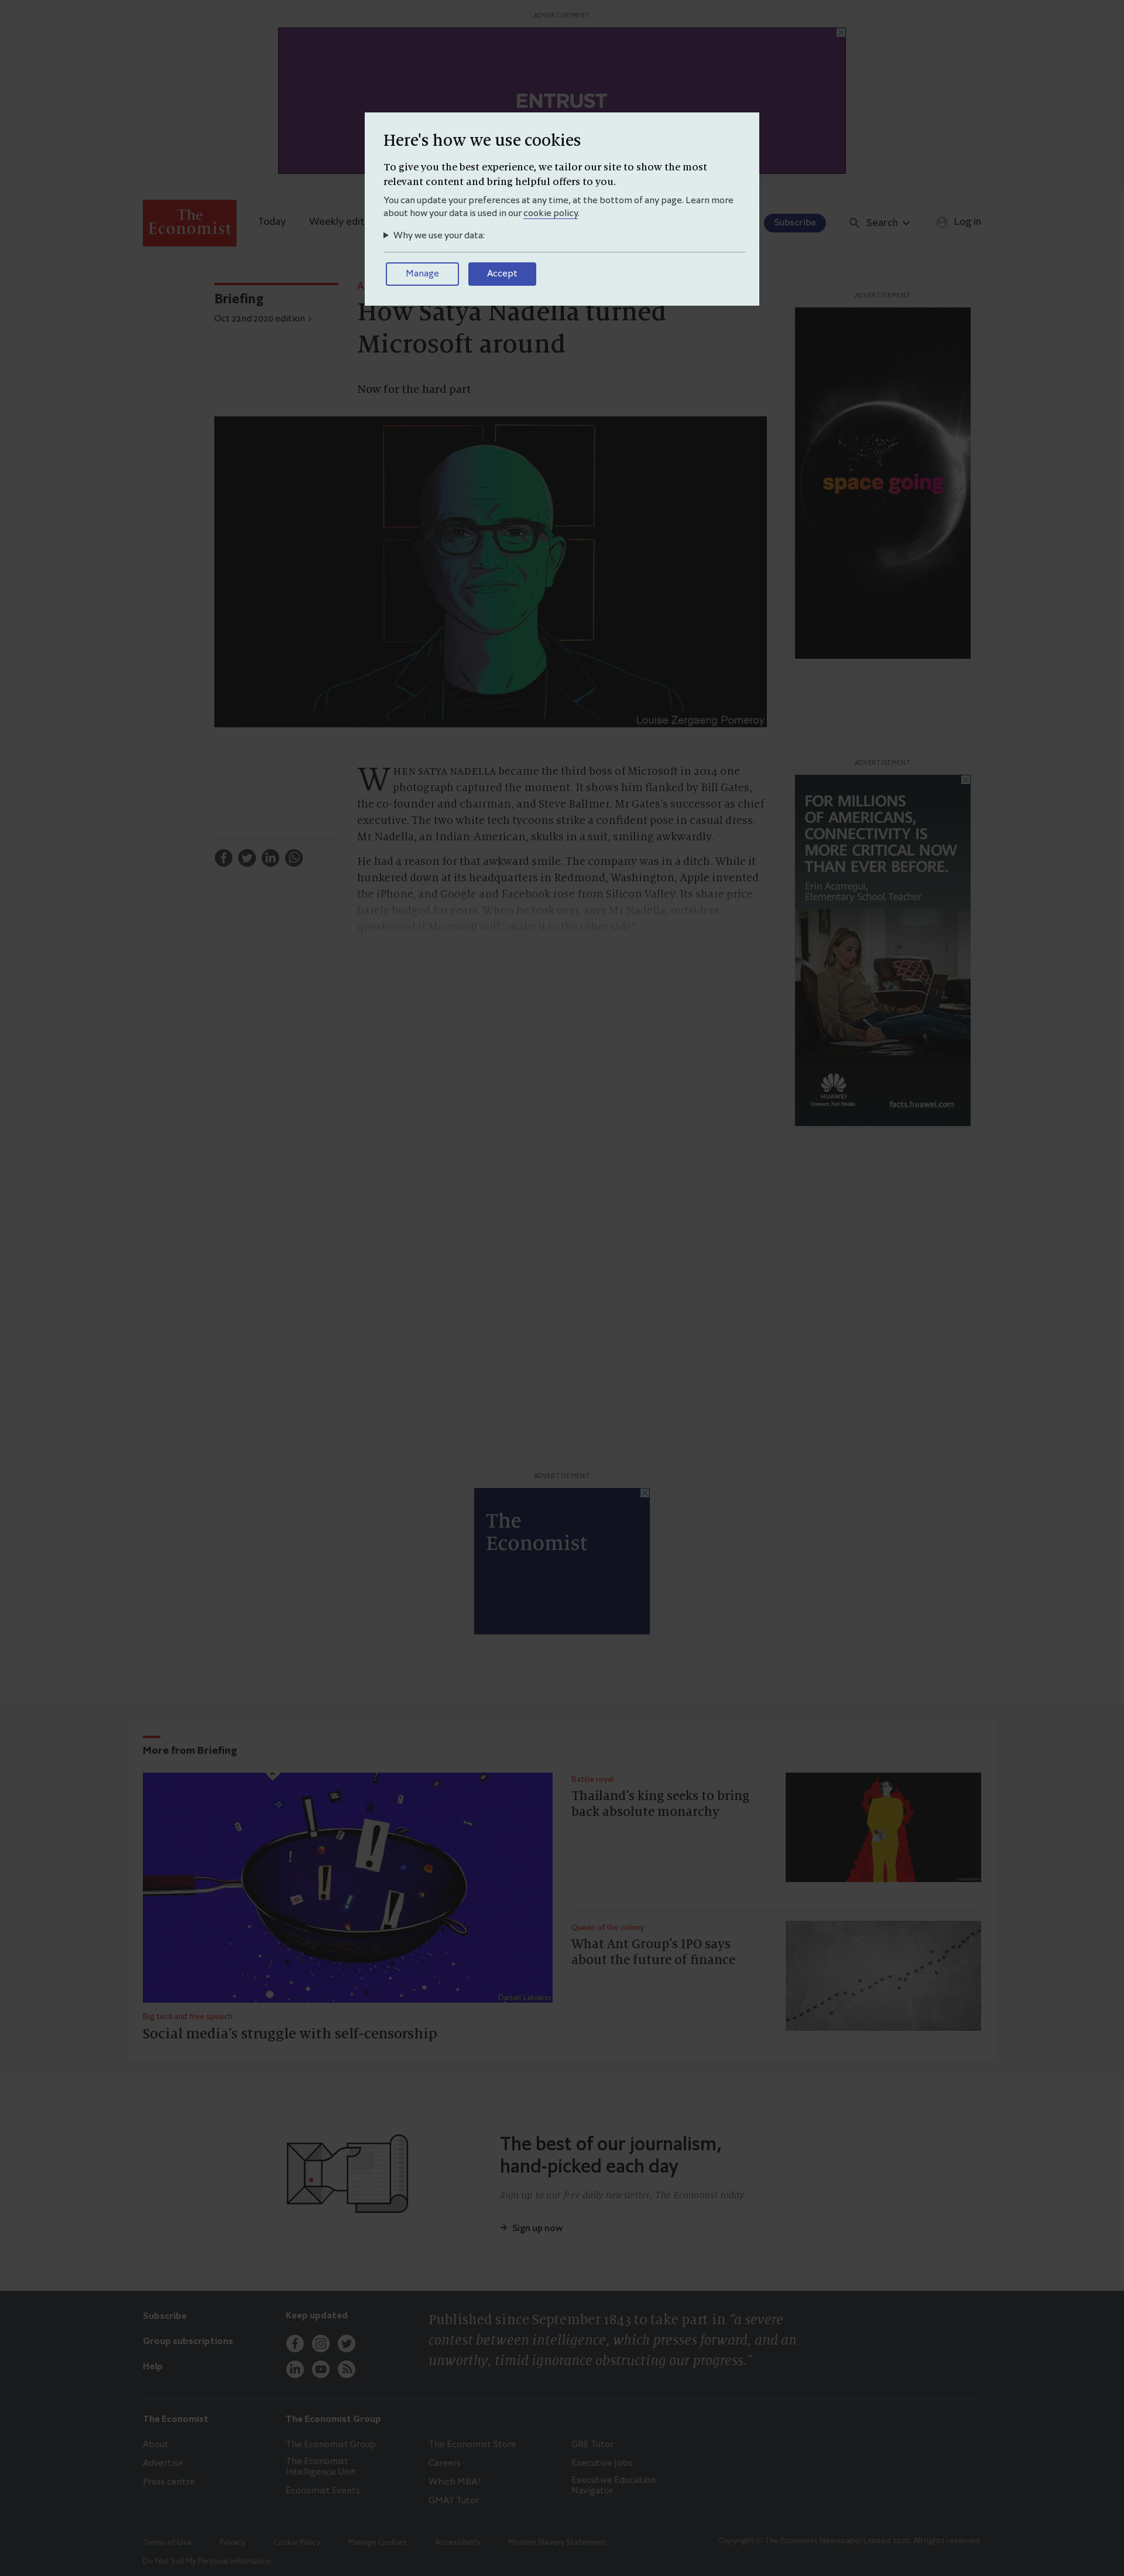 ADVERTISEMENT
ENTRUST
Here's how we use cookies
To give you the best experience, we tailor our site to show the most
relevant content and bring helpful offers to you.
You can update your preferences at any time, at the bottom of any page. Learn more
about how your data is used in our cookie policy.
Why we use your data:
Manage
Accept
The
Economist
Today
Weekly edit
Subscribe
Search
Log in
Briefing
Oct 22nd 2020 edition
How Satya Nadella turned
Microsoft around
Now for the hard part
ADVERTISEMENT
space going
Louise Zergaeng Pomeroy
WHEN SATYA NADELLA became the third boss of Microsoft in 2014 one
photograph captured the moment. It shows him flanked by Bill Gates,
the co-founder and chairman, and Steve Ballmer, Mr Gates's successor as chief
executive. The two white tech tycoons strike a confident pose in casual dress.
Mr Nadella, an Indian-American, skulks in a suit, smiling awkwardly.
He had a reason for that awkward smile. The company was in a ditch. While it
hunkered down at its headquarters in Redmond, Washington, Apple invented
the iPhone, and Google and Facebook rose from Silicon Valley. Its share price
barely budged for years. When he took over, says Mr Nadella, outsiders
questioned if Microsoft will "make it to the other side".
ADVERTISEMENT
FOR MILLIONS
OF AMERICANS,
CONNECTIVITY IS
MORE CRITICAL NOW
THAN EVER BEFORE.
Erin Acarregui,
Elementary School Teacher
HUAWEI
Connect, Not Divide.
facts.huawei.com
ADVERTISEMENT
The
Economist
More from Briefing
Daniel Liévano
Big tech and free speech
Social media's struggle with self-censorship
Battle royal
Thailand's king seeks to bring
back absolute monarchy
Queen of the colony
What Ant Group's IPO says
about the future of finance
The best of our journalism,
hand-picked each day
Sign up to our free daily newsletter, The Economist today
Sign up now
Subscribe
Group subscriptions
Help
Keep updated
Published since September 1843 to take part in "a severe
contest between intelligence, which presses forward, and an
unworthy, timid ignorance obstructing our progress."
The Economist
About
Advertise
Press centre
The Economist Group
The Economist Group
The Economist
Intelligence Unit
Economist Events
The Economist Store
Careers
Which MBA?
GMAT Tutor
GRE Tutor
Executive Jobs
Executive Education
Navigator
Terms of Use
Privacy
Cookie Policy
Manage Cookies
Accessibility
Modern Slavery Statement
Do Not Sell My Personal Information
Copyright © The Economist Newspaper Limited 2020. All rights reserved.